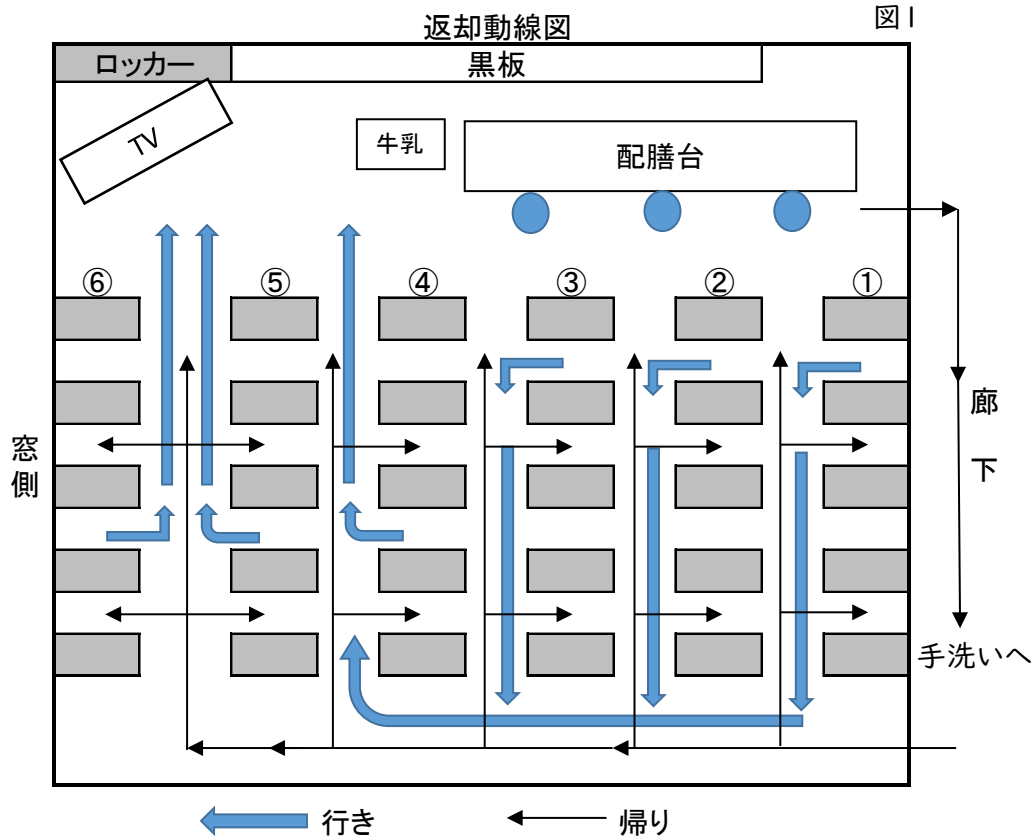 図1
返却動線図
ロッカー
黒板
TV
牛乳
配膳台
⑥
⑤
④
③
②
①
窓側
廊下
手洗いへ
行き
帰り